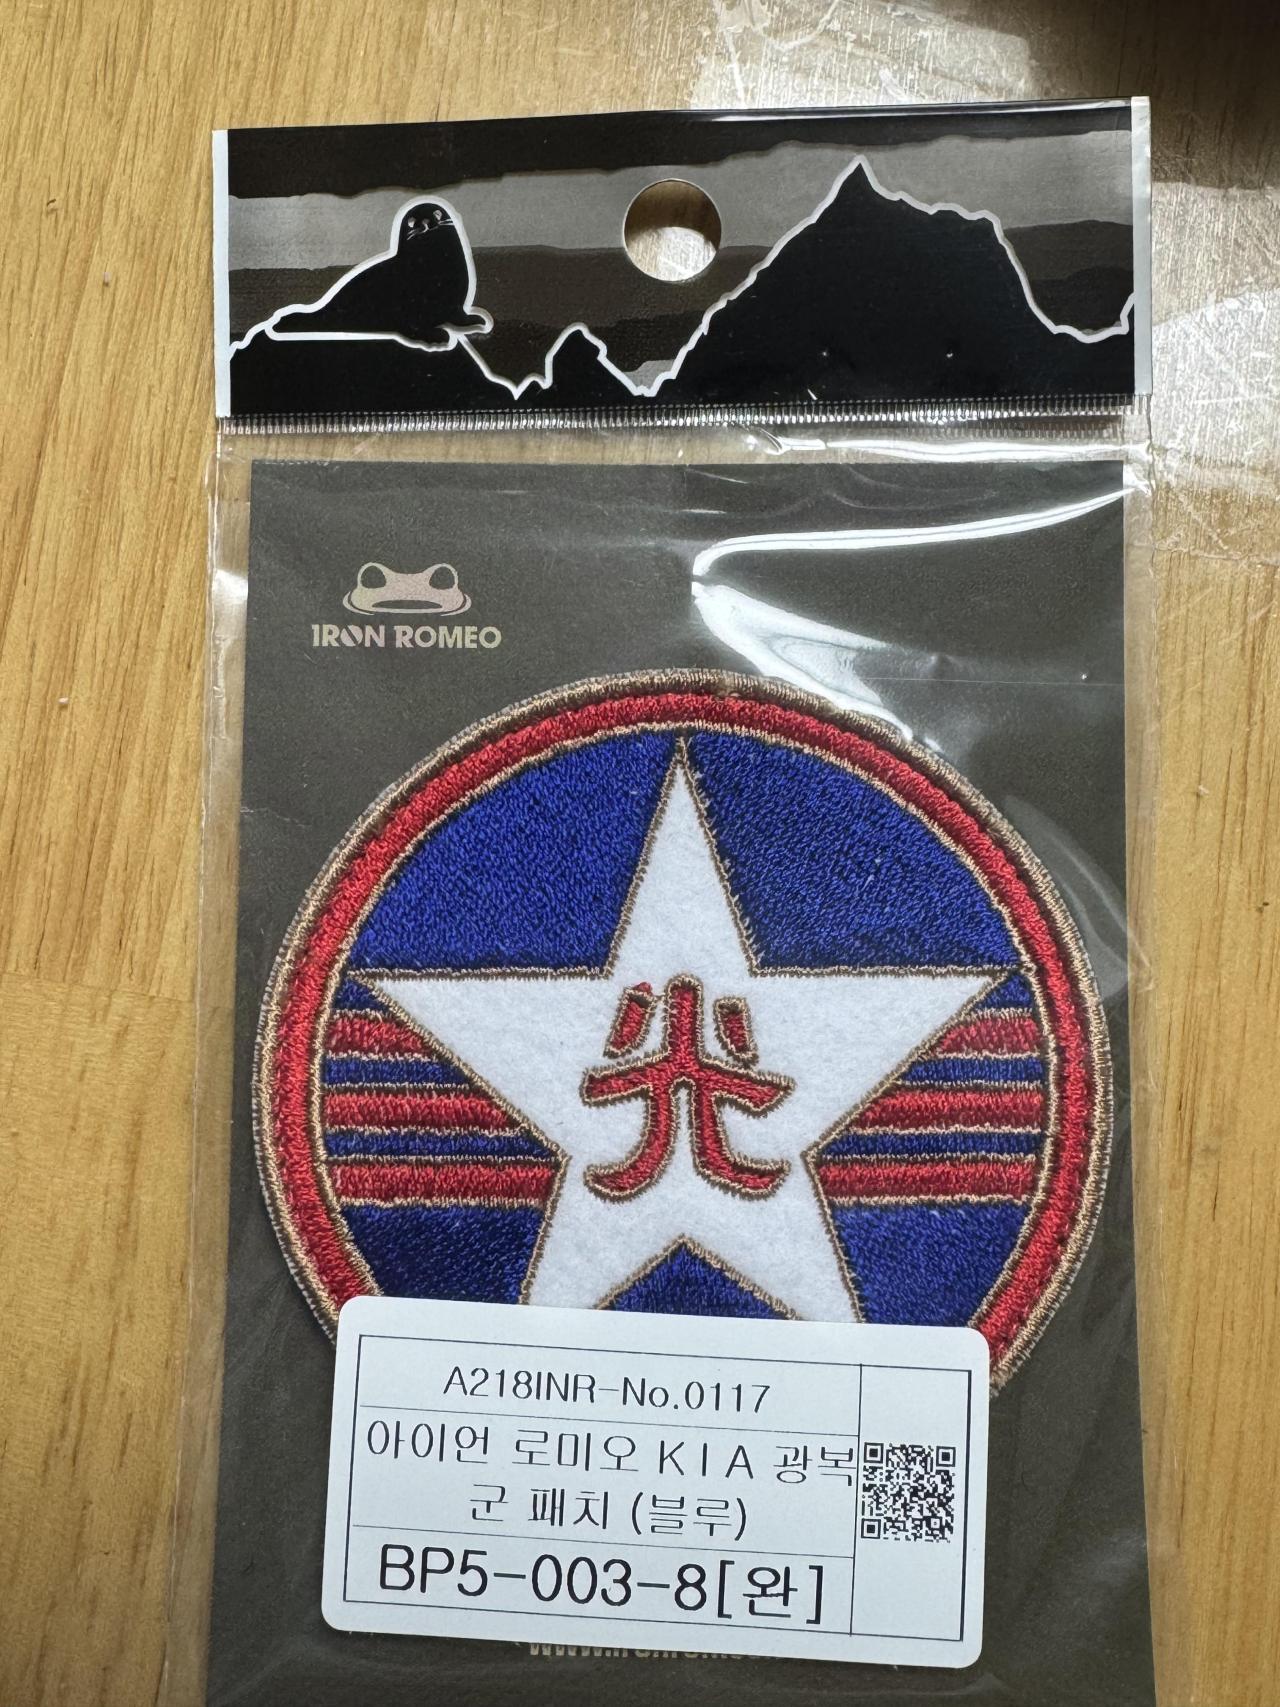 IRON ROMEO
光
A218INR-No.0117
아이언 로미오 KIA 광복
군 패치 (블루)
BP5-003-8[완]